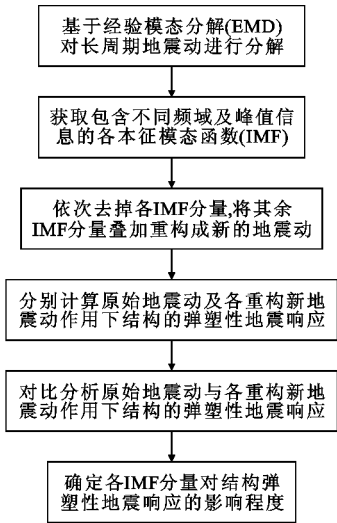 基于经验模态分解(EMD)
对长周期地震动进行分解
获取包含不同频域及峰值信
息的各本征模态函数(IMF)
依次去掉各IMF分量,将其余
IMF分量叠加重构成新的地震动
分别计算原始地震动及各重构新地
震动作用下结构的弹塑性地震响应
对比分析原始地震动与各重构新地
震动作用下结构的弹塑性地震响应
确定各IMF分量对结构弹
塑性地震响应的影响程度